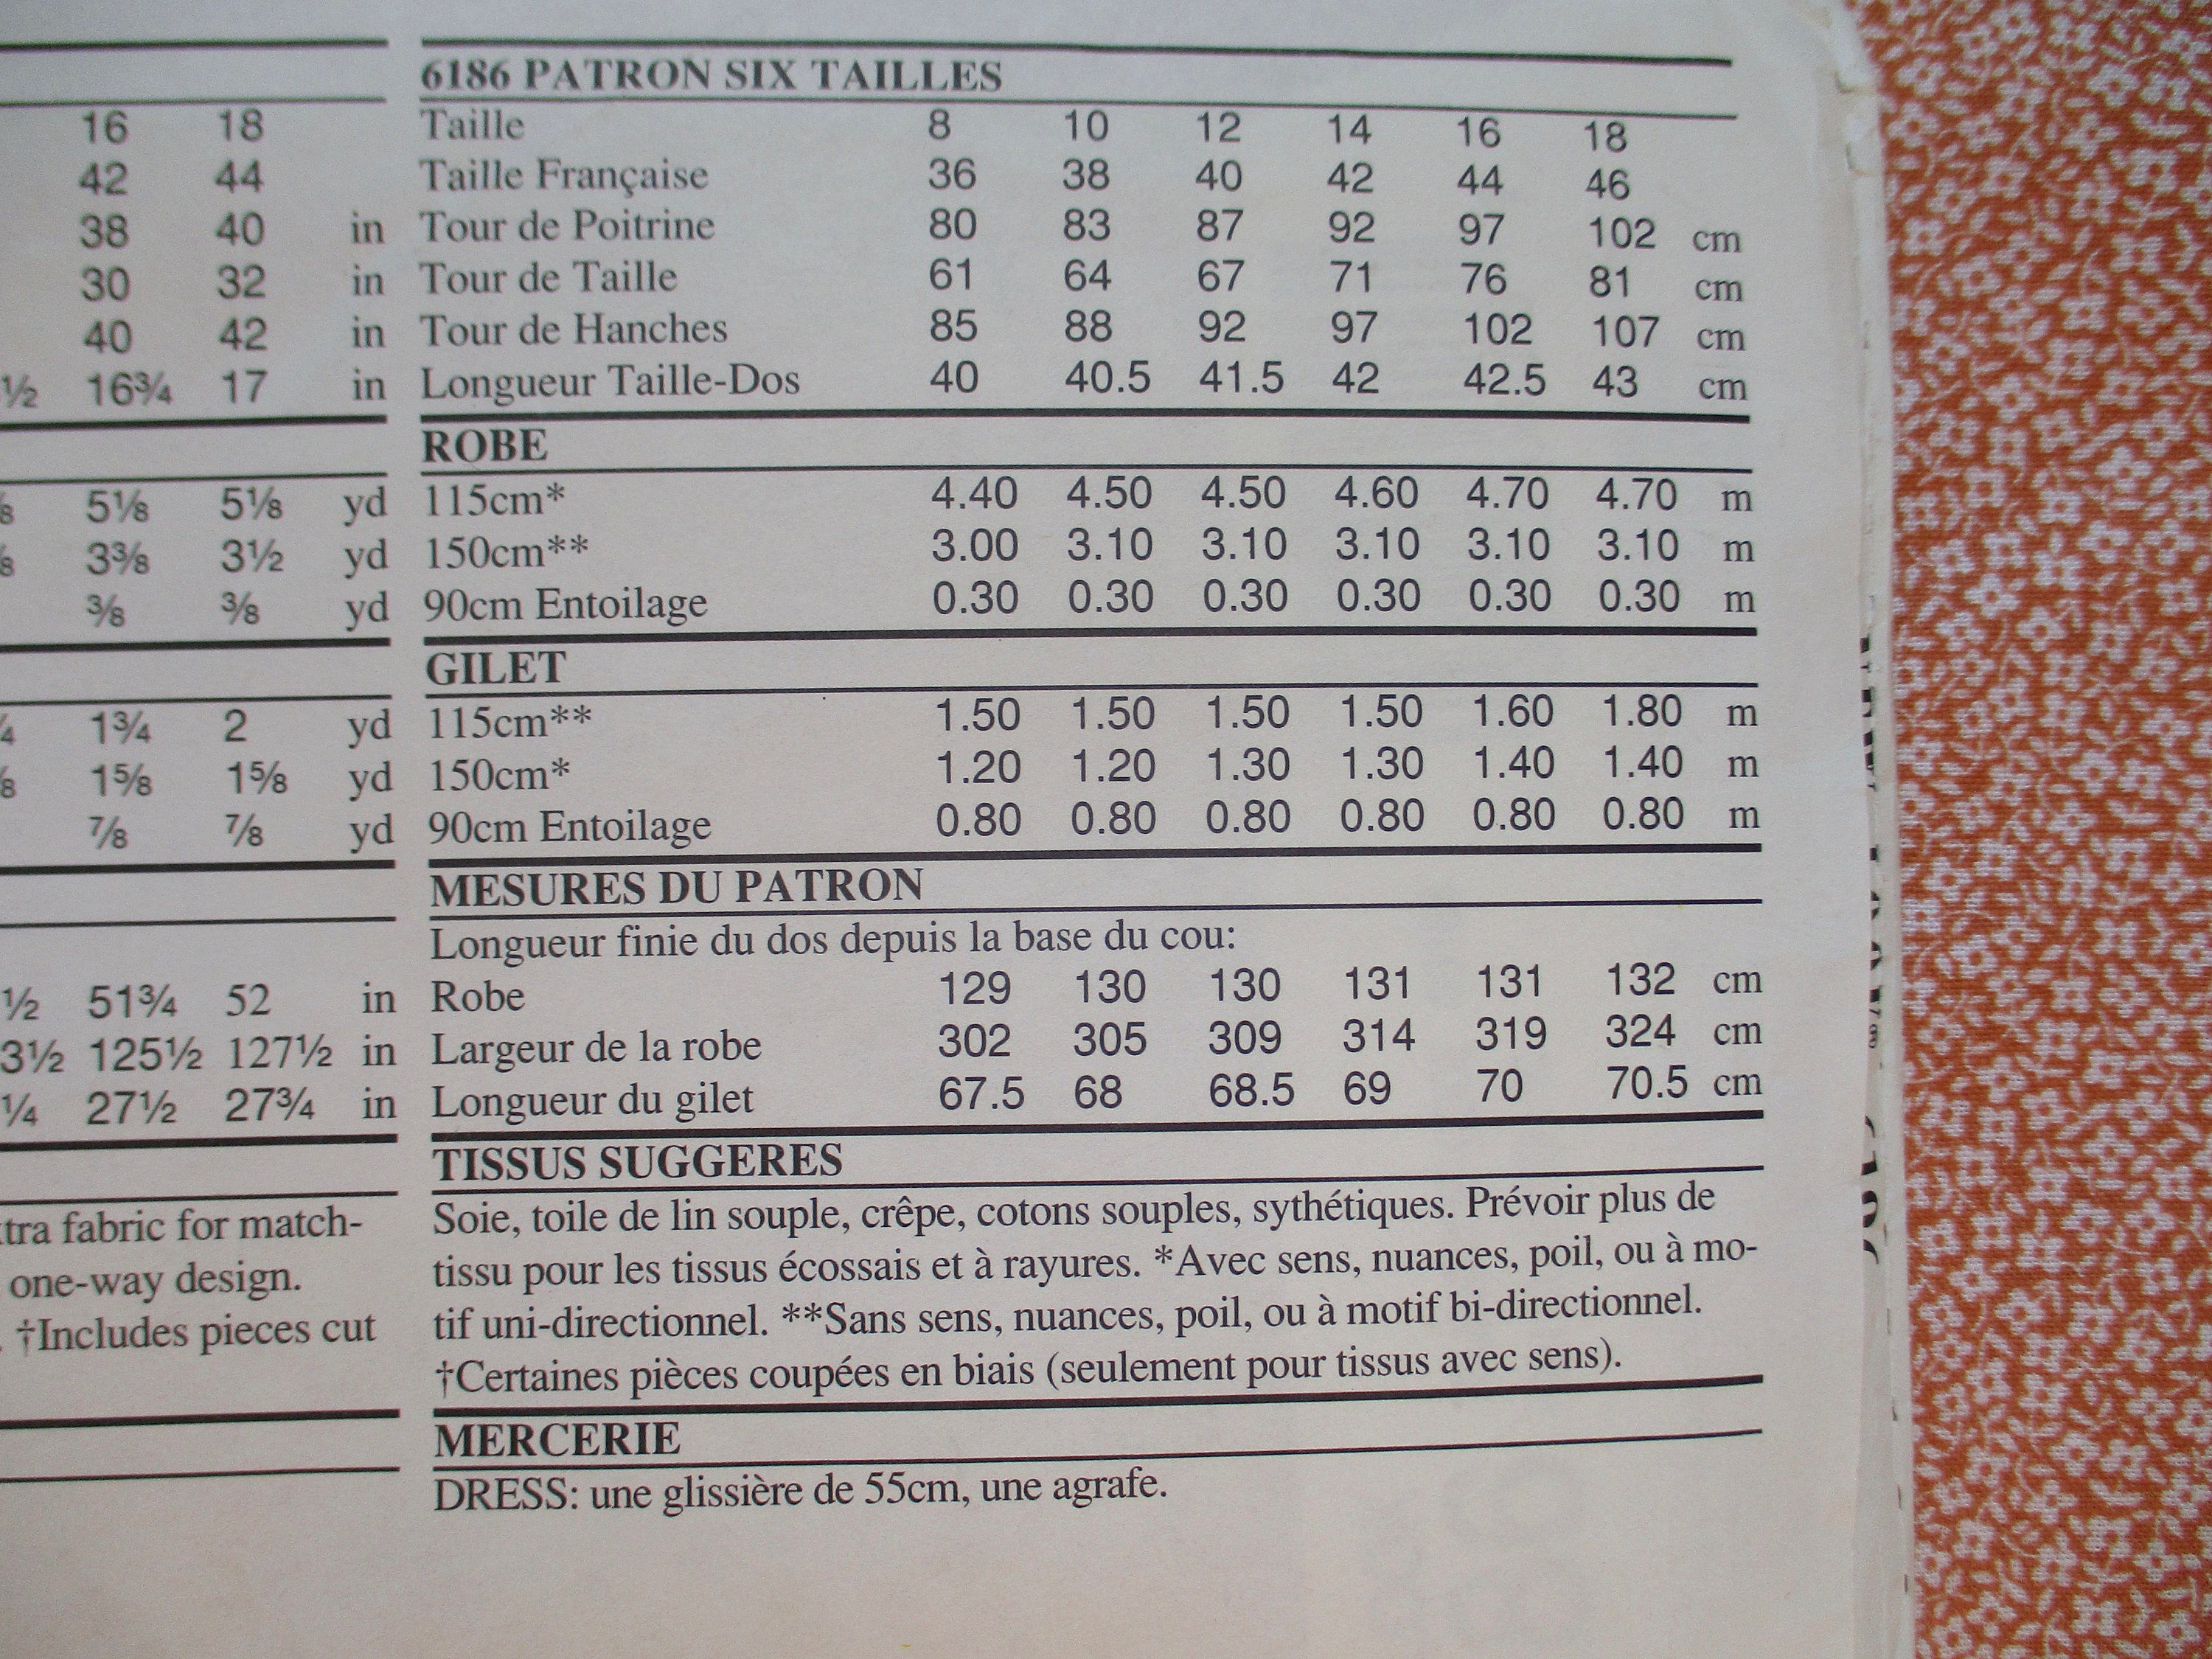 16 18
42 44
38 40 in
30 32 in
40 42 in
½ 16¾ 17 in
5⅛ 5⅛ yd
3⅜ 3½ yd
⅜ ⅜ yd
1¾ 2 yd
1⅝ 1⅝ yd
⅞ ⅞ yd
½ 51¾ 52 in
3½ 125½ 127½ in
¼ 27½ 27¾ in
tra fabric for match-
one-way design.
†Includes pieces cut
6186 PATRON SIX TAILLES
Taille 8 10 12 14 16 18
Taille Française 36 38 40 42 44 46
Tour de Poitrine 80 83 87 92 97 102 cm
Tour de Taille 61 64 67 71 76 81 cm
Tour de Hanches 85 88 92 97 102 107 cm
Longueur Taille-Dos 40 40.5 41.5 42 42.5 43 cm
ROBE
115cm* 4.40 4.50 4.50 4.60 4.70 4.70 m
150cm** 3.00 3.10 3.10 3.10 3.10 3.10 m
90cm Entoilage 0.30 0.30 0.30 0.30 0.30 0.30 m
GILET
115cm** 1.50 1.50 1.50 1.50 1.60 1.80 m
150cm* 1.20 1.20 1.30 1.30 1.40 1.40 m
90cm Entoilage 0.80 0.80 0.80 0.80 0.80 0.80 m
MESURES DU PATRON
Longueur finie du dos depuis la base du cou:
Robe 129 130 130 131 131 132 cm
Largeur de la robe 302 305 309 314 319 324 cm
Longueur du gilet 67.5 68 68.5 69 70 70.5 cm
TISSUS SUGGERES
Soie, toile de lin souple, crêpe, cotons souples, sythétiques. Prévoir plus de
tissu pour les tissus écossais et à rayures. *Avec sens, nuances, poil, ou à mo-
tif uni-directionnel. **Sans sens, nuances, poil, ou à motif bi-directionnel.
†Certaines pièces coupées en biais (seulement pour tissus avec sens).
MERCERIE
DRESS: une glissière de 55cm, une agrafe.